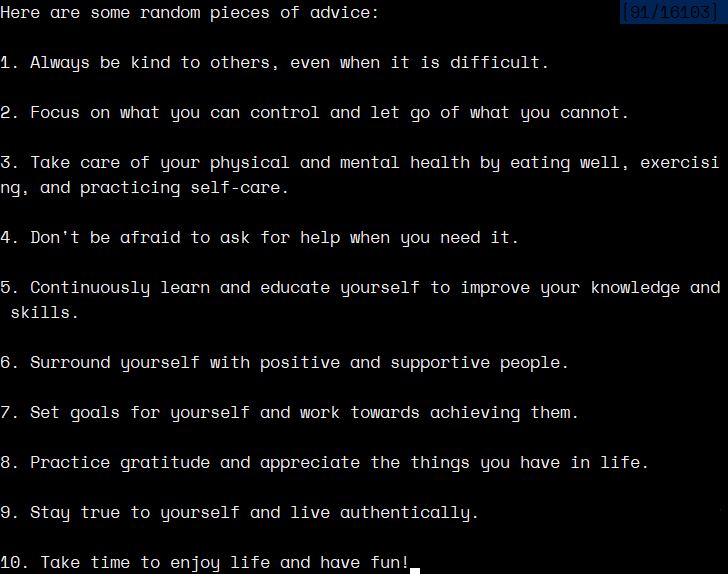 Here are some random pieces of advice: [91/16103]
1. Always be kind to others, even when it is difficult.
2. Focus on what you can control and let go of what you cannot.
3. Take care of your physical and mental health by eating well, exercisi
ng, and practicing self-care.
4. Don't be afraid to ask for help when you need it.
5. Continuously learn and educate yourself to improve your knowledge and
 skills.
6. Surround yourself with positive and supportive people.
7. Set goals for yourself and work towards achieving them.
8. Practice gratitude and appreciate the things you have in life.
9. Stay true to yourself and live authentically.
10. Take time to enjoy life and have fun!